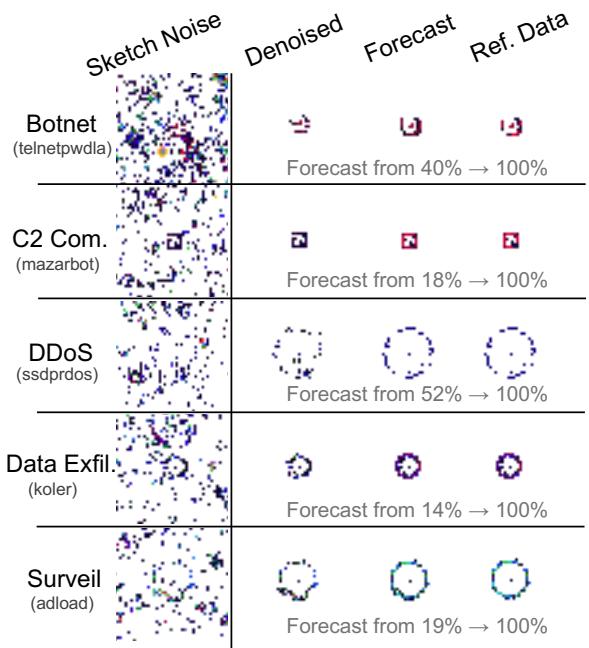 Sketch Noise Denoised Forecast Ref. Data
Botnet
(telnetpwdla)
Forecast from 40% → 100%
C2 Com.
(mazarbot)
Forecast from 18% → 100%
DDoS
(ssdprdos)
Forecast from 52% → 100%
Data Exfil.
(koler)
Forecast from 14% → 100%
Surveil
(adload)
Forecast from 19% → 100%